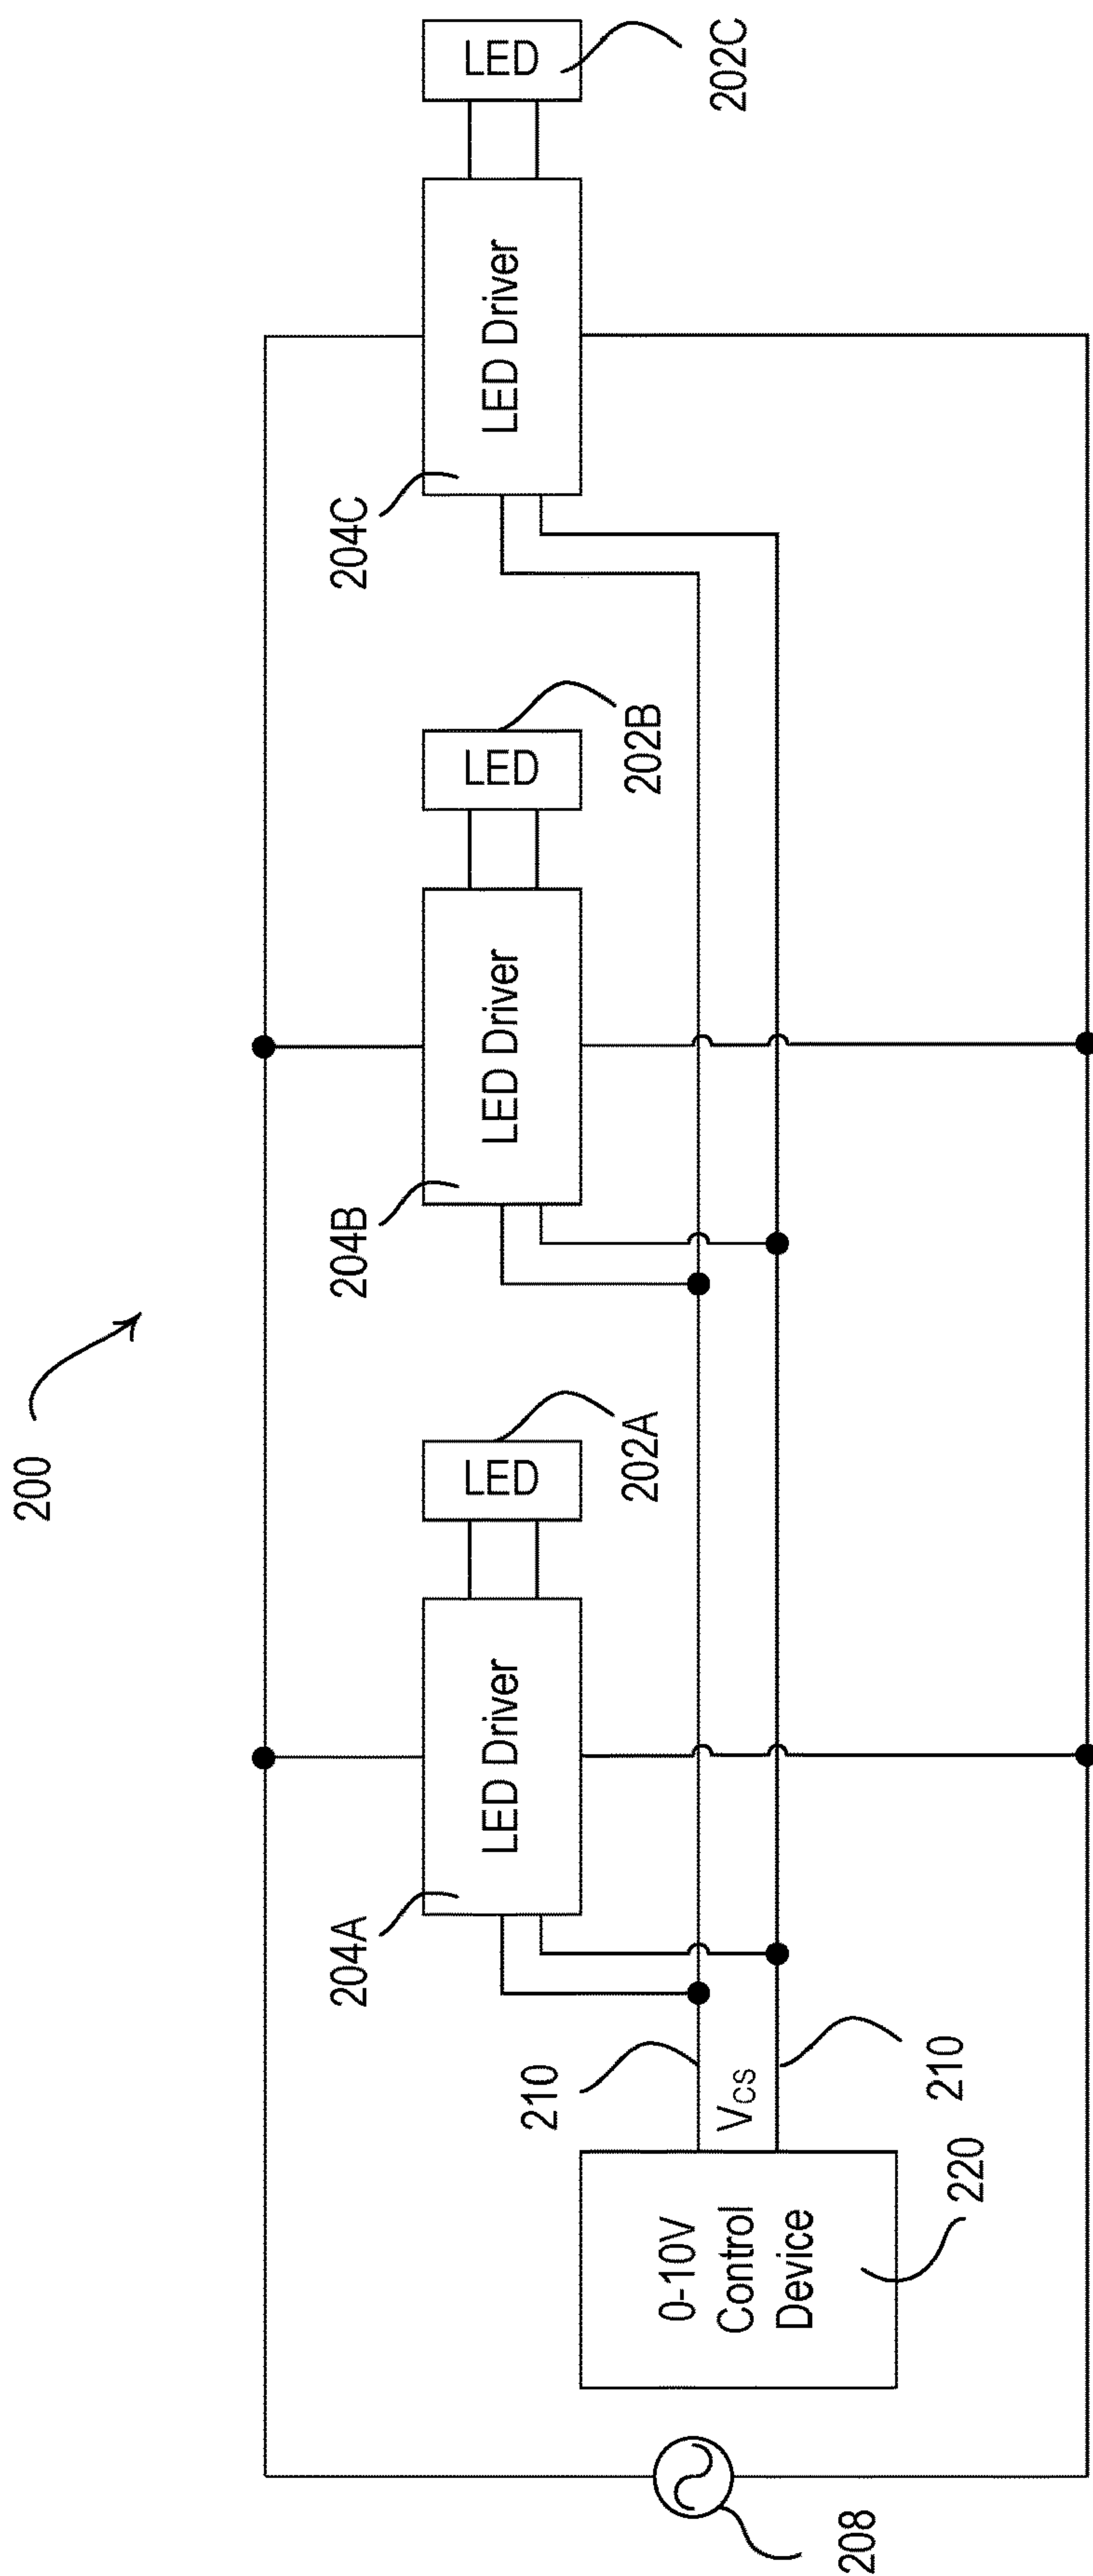 200
204A
LED Driver
LED
202A
204B
LED Driver
LED
202B
204C
LED Driver
LED
202C
210
VCS
210
0-10V
Control
Device
220
208